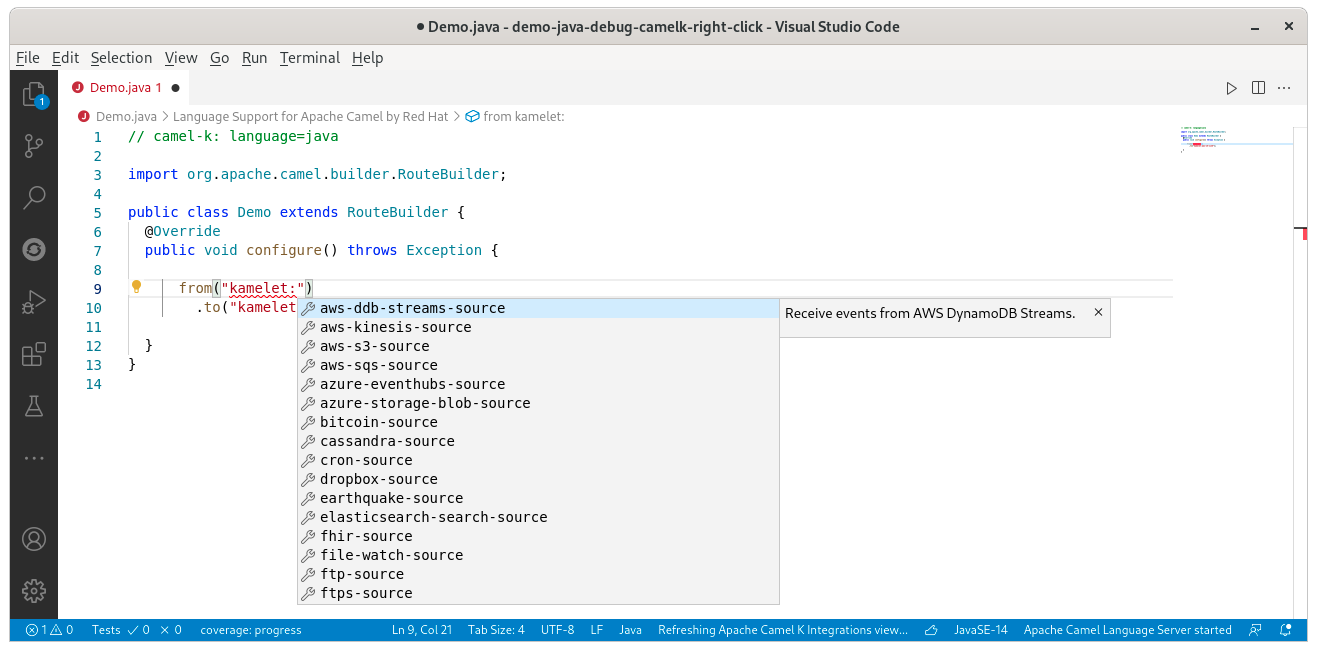 ● Demo.java - demo-java-debug-camelk-right-click - Visual Studio Code
File Edit Selection View Go Run Terminal Help
1
J Demo.java 1 ●
J Demo.java > Language Support for Apache Camel by Red Hat > from kamelet:
1 // camel-k: language=java
2
3 import org.apache.camel.builder.RouteBuilder;
4
5 public class Demo extends RouteBuilder {
6 @Override
7 public void configure() throws Exception {
8
9 from("kamelet:")
10 .to("kamelet
11
12 }
13 }
14
aws-ddb-streams-source
Receive events from AWS DynamoDB Streams. ×
aws-kinesis-source
aws-s3-source
aws-sqs-source
azure-eventhubs-source
azure-storage-blob-source
bitcoin-source
cassandra-source
cron-source
dropbox-source
earthquake-source
elasticsearch-search-source
fhir-source
file-watch-source
ftp-source
ftps-source
1 0 Tests ✓ 0 × 0 coverage: progress Ln 9, Col 21 Tab Size: 4 UTF-8 LF Java Refreshing Apache Camel K Integrations view... JavaSE-14 Apache Camel Language Server started